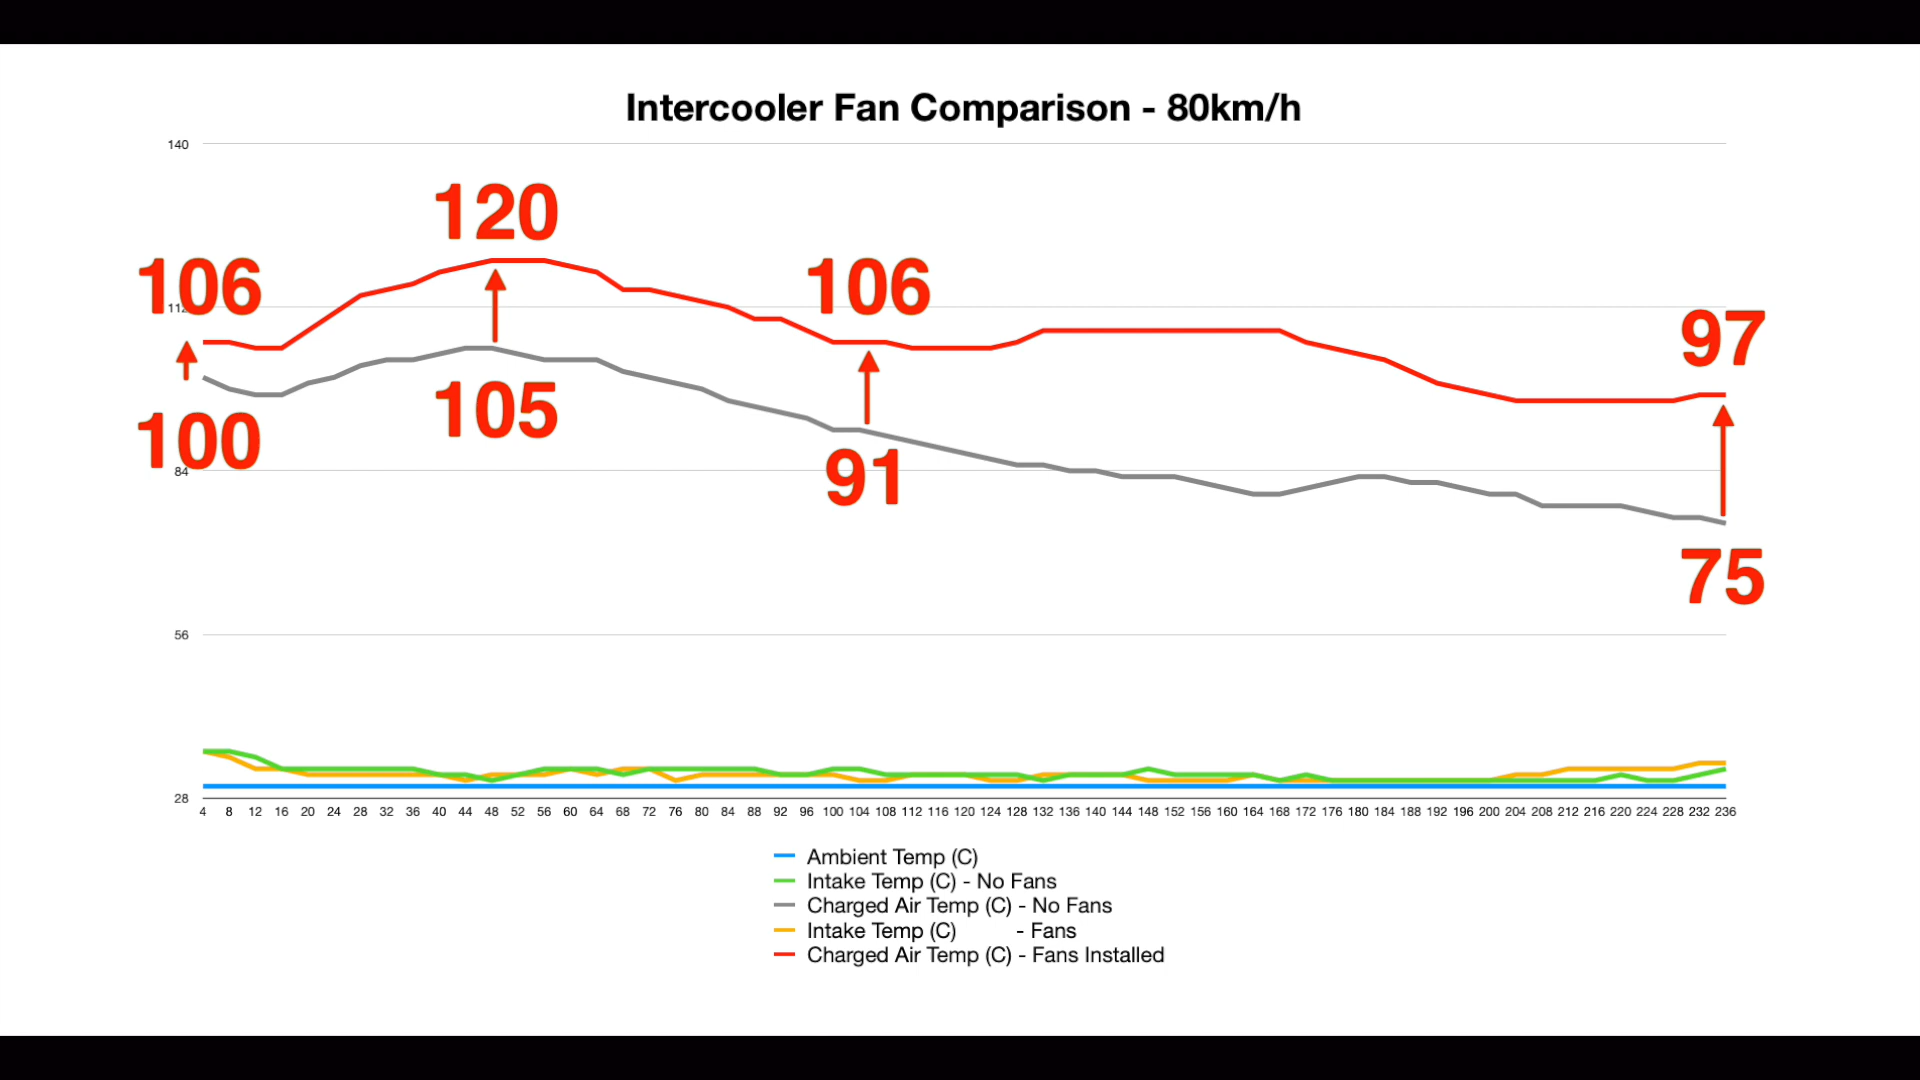 Intercooler Fan Comparison - 80km/h
140
120
106
106
97
112
105
100
91
84
75
56
28
4 8 12 16 20 24 28 32 36 40 44 48 52 56 60 64 68 72 76 80 84 88 92 96 100 104 108 112 116 120 124 128 132 136 140 144 148 152 156 160 164 168 172 176 180 184 188 192 196 200 204 208 212 216 220 224 228 232 236
Ambient Temp (C)
Intake Temp (C) - No Fans
Charged Air Temp (C) - No Fans
Intake Temp (C) - Fans
Charged Air Temp (C) - Fans Installed